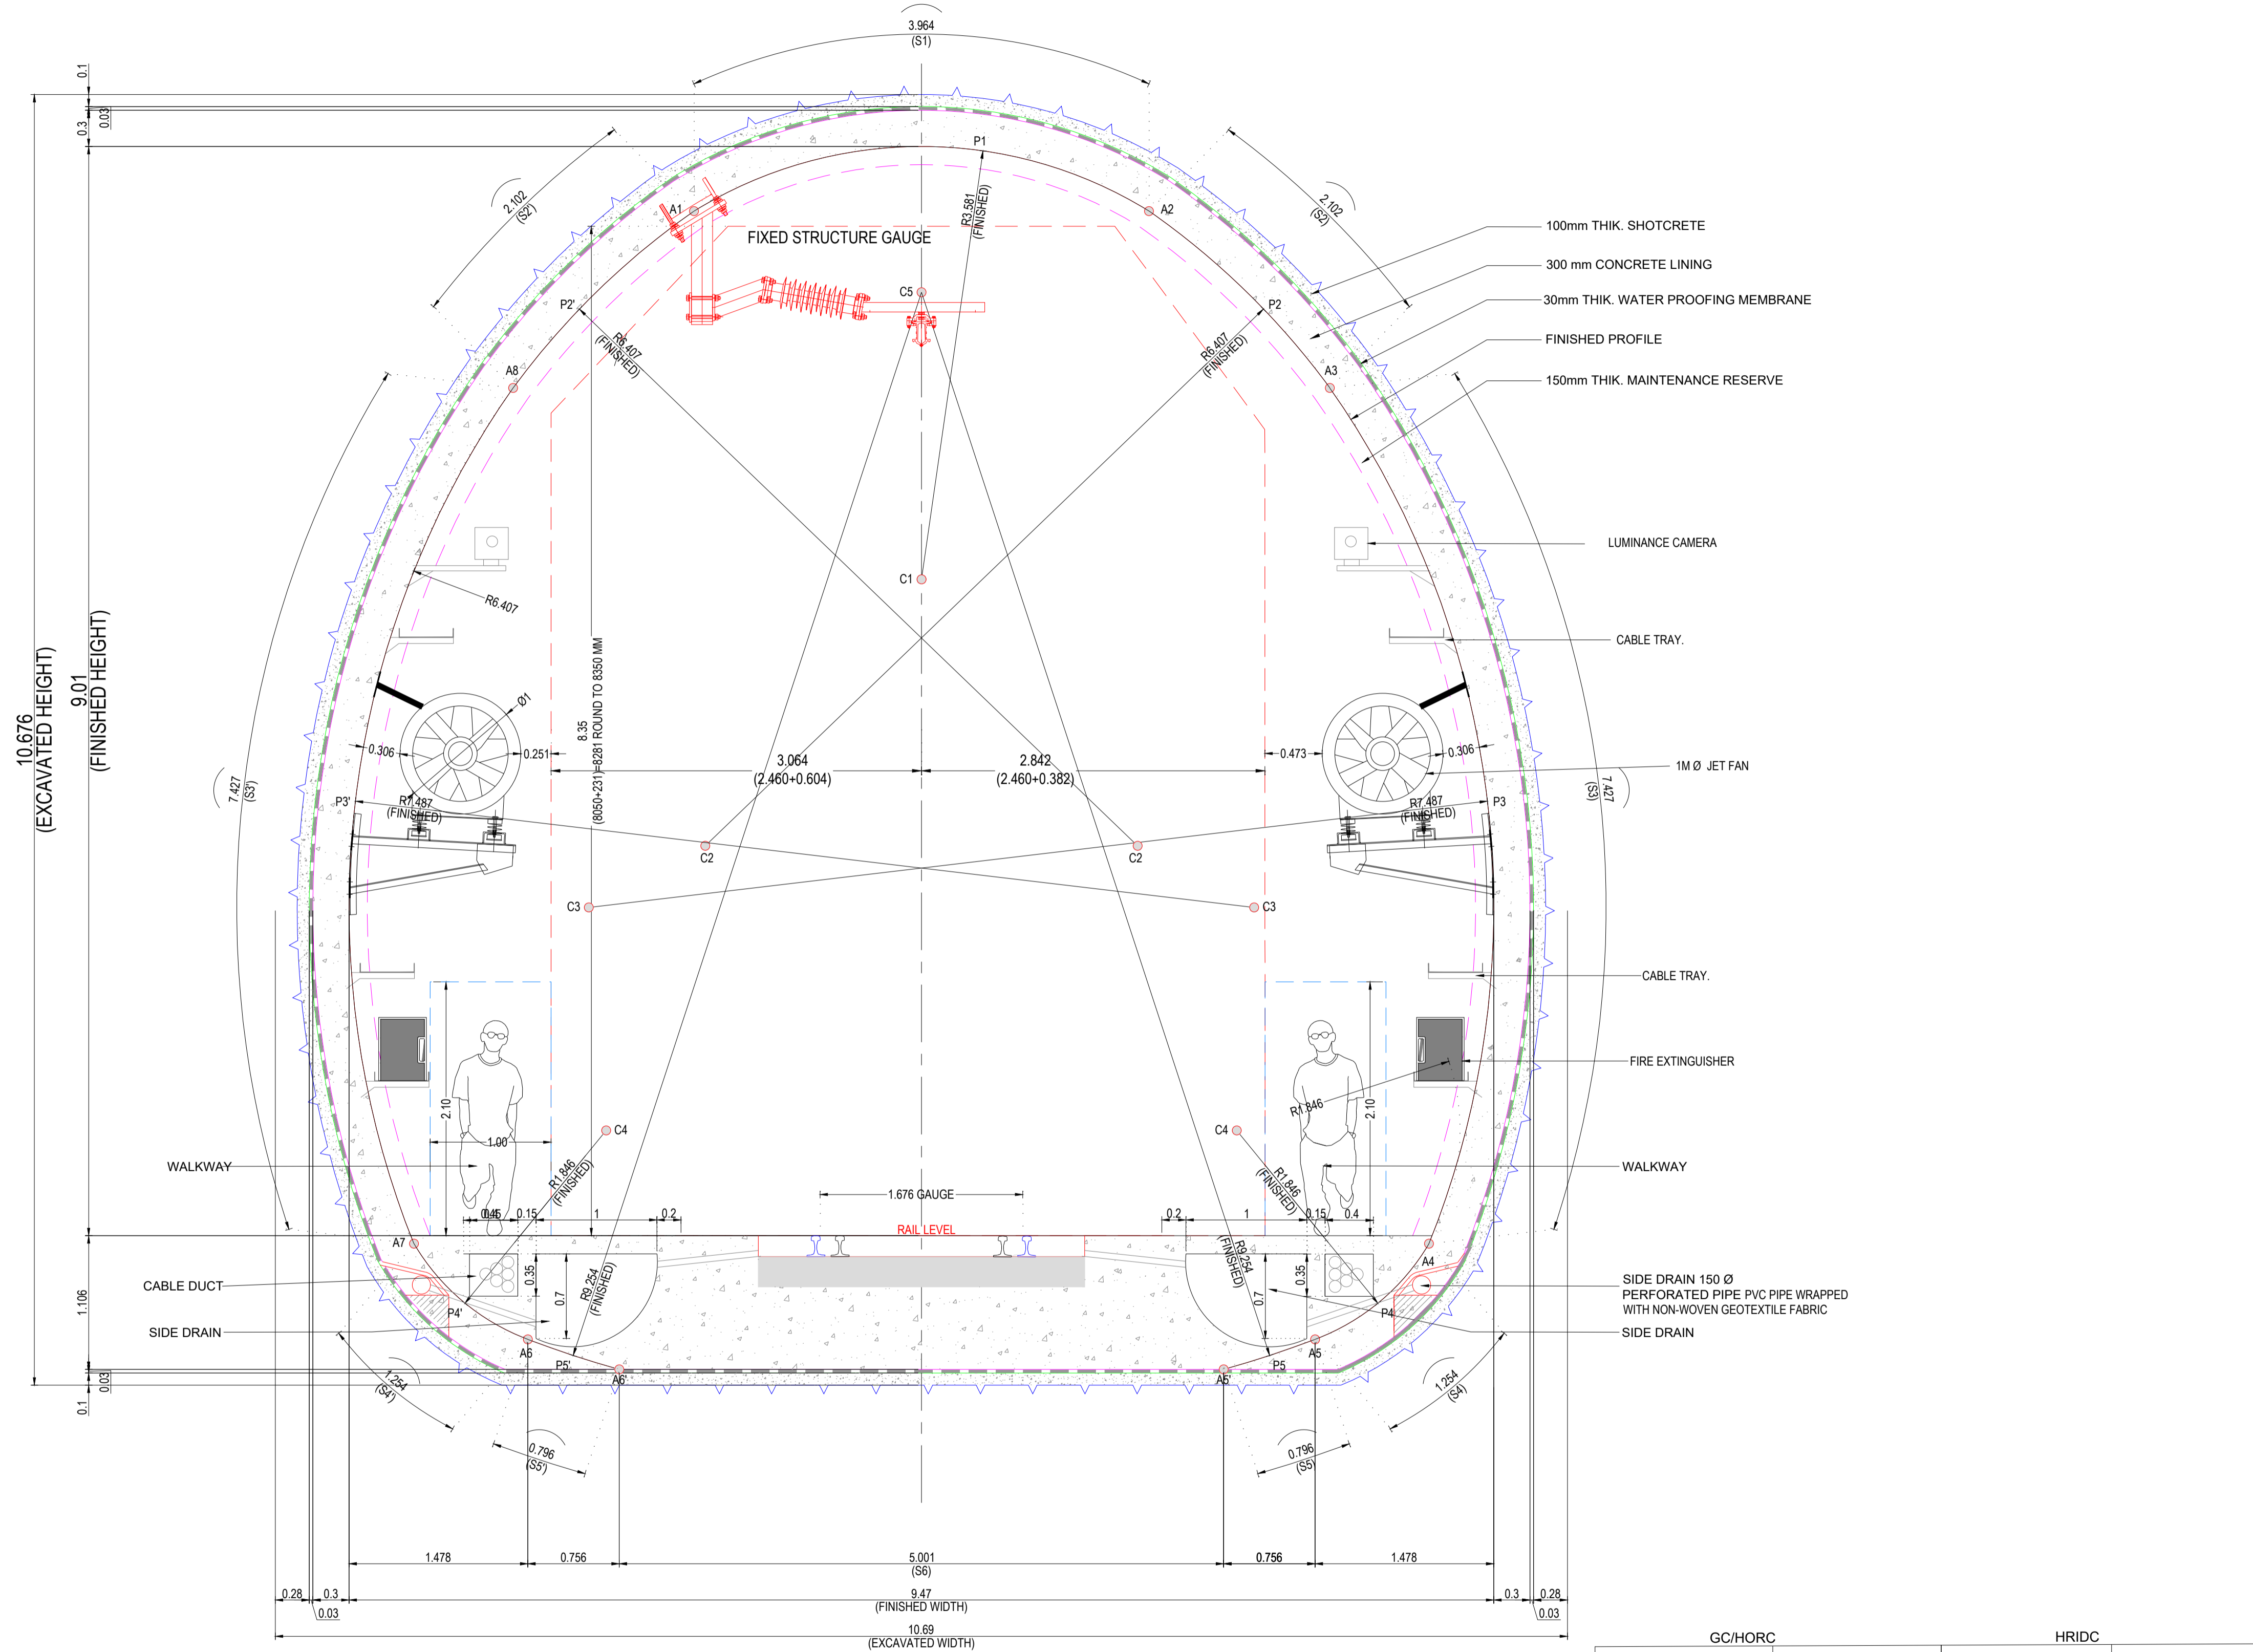 3.964
(S1)
0.1
0.03
0.3
P1
2.102
(S2')
2.102
(S2)
A1
A2
R3.581
(FINISHED)
FIXED STRUCTURE GAUGE
100mm THIK. SHOTCRETE
300 mm CONCRETE LINING
30mm THIK. WATER PROOFING MEMBRANE
FINISHED PROFILE
150mm THIK. MAINTENANCE RESERVE
C5
P2'
P2
R6.407
(FINISHED)
R6.407
(FINISHED)
A8
A3
LUMINANCE CAMERA
C1
R6.407
CABLE TRAY.
10.676
(EXCAVATED HEIGHT)
9.01
(FINISHED HEIGHT)
8.35
(8050+231)=8281 ROUND TO 8350 MM
Ø1
0.306
0.251
3.064
(2.460+0.604)
2.842
(2.460+0.382)
0.473
0.306
1M Ø JET FAN
7.427
(S3')
7.427
(S3)
P3'
R7.487
(FINISHED)
R7.487
(FINISHED)
P3
C2
C2
C3
C3
CABLE TRAY.
FIRE EXTINGUISHER
2.10
1.00
R1.846
2.10
C4
C4
WALKWAY
R1.846
(FINISHED)
R1.846
(FINISHED)
WALKWAY
1.676 GAUGE
0.45
0.15
1
0.2
0.2
1
0.15
0.4
RAIL LEVEL
A7
A4
CABLE DUCT
0.35
0.7
R9.254
(FINISHED)
R9.254
(FINISHED)
0.7
0.35
SIDE DRAIN 150 Ø
PERFORATED PIPE PVC PIPE WRAPPED
WITH NON-WOVEN GEOTEXTILE FABRIC
1.106
P4'
P4
SIDE DRAIN
SIDE DRAIN
A6
P5'
A6'
A5'
P5
A5
0.03
0.1
1.254
(S4')
1.254
(S4)
0.796
(S5')
0.796
(S5)
1.478
0.756
5.001
(S6)
0.756
1.478
0.28
0.3
0.03
9.47
(FINISHED WIDTH)
0.3
0.28
0.03
10.69
(EXCAVATED WIDTH)
GC/HORC
HRIDC